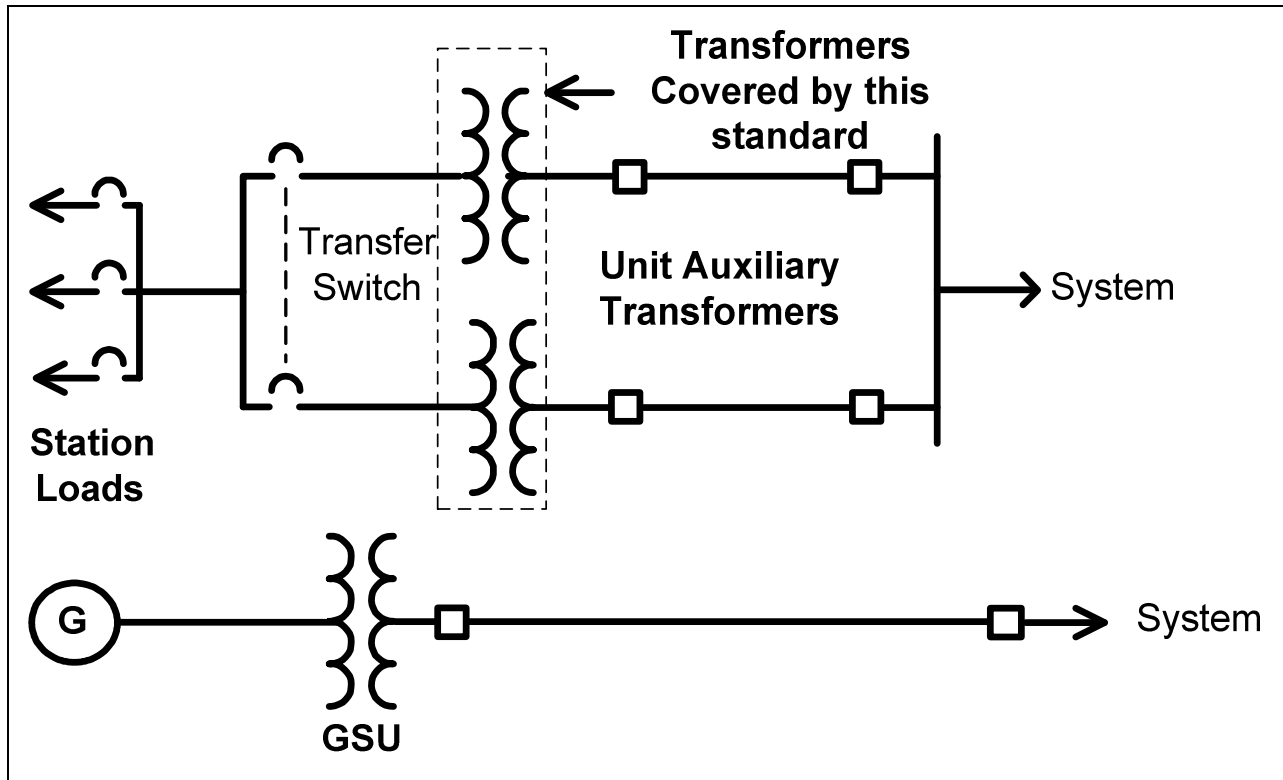 Transformers
Covered by this
standard
Transfer
Switch
Unit Auxiliary
Transformers
System
Station
Loads
G
System
GSU